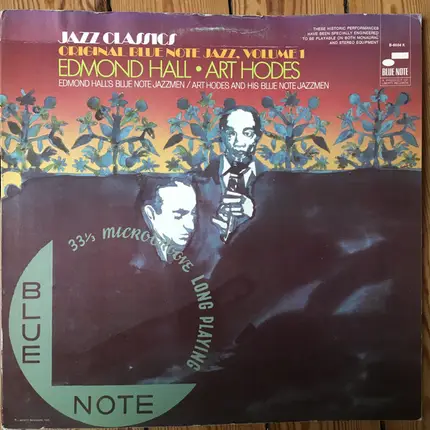 JAZZ CLASSICS
ORIGINAL BLUE NOTE JAZZ, VOLUME 1
EDMOND HALL • ART HODES
EDMOND HALL'S BLUE NOTE JAZZMEN / ART HODES AND HIS BLUE NOTE JAZZMEN
THESE HISTORIC PERFORMANCES
HAVE BEEN SPECIALLY ENGINEERED
TO BE PLAYABLE ON BOTH MONAURAL
AND STEREO EQUIPMENT
BLUE NOTE
33⅓ MICROGROOVE LONG PLAYING
BLUE
NOTE